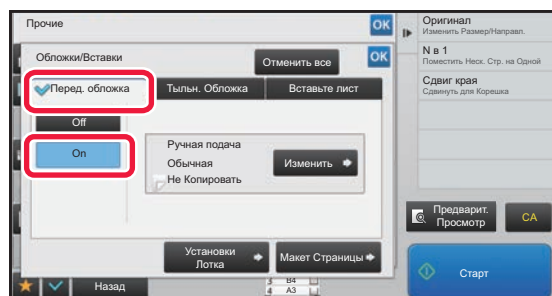 Прочие
OK
Обложки/Вставки
Отменить все
OK
Перед. обложка
Тыльн. Обложка
Вставьте лист
Off
On
Ручная подача
Обычная
Не Копировать
Изменить
Установки
Лотка
Макет Страницы
Назад
3 B4
4 A3
Оригинал
Изменить Размер/Направл.
N в 1
Поместить Неск. Стр. на Одной
Сдвиг края
Сдвинуть для Корешка
Предварит.
Просмотр
CA
Старт